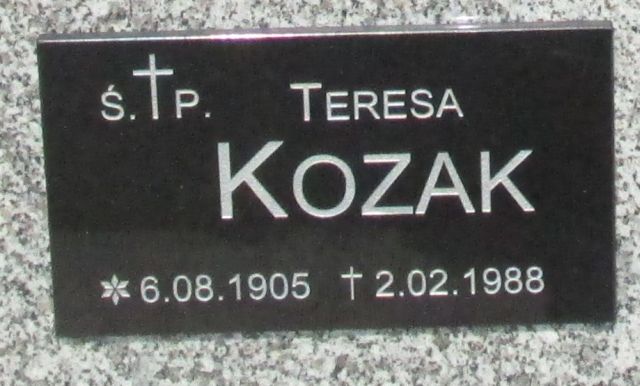 Ś.†P. TERESA
KOZAK
* 6.08.1905 † 2.02.1988